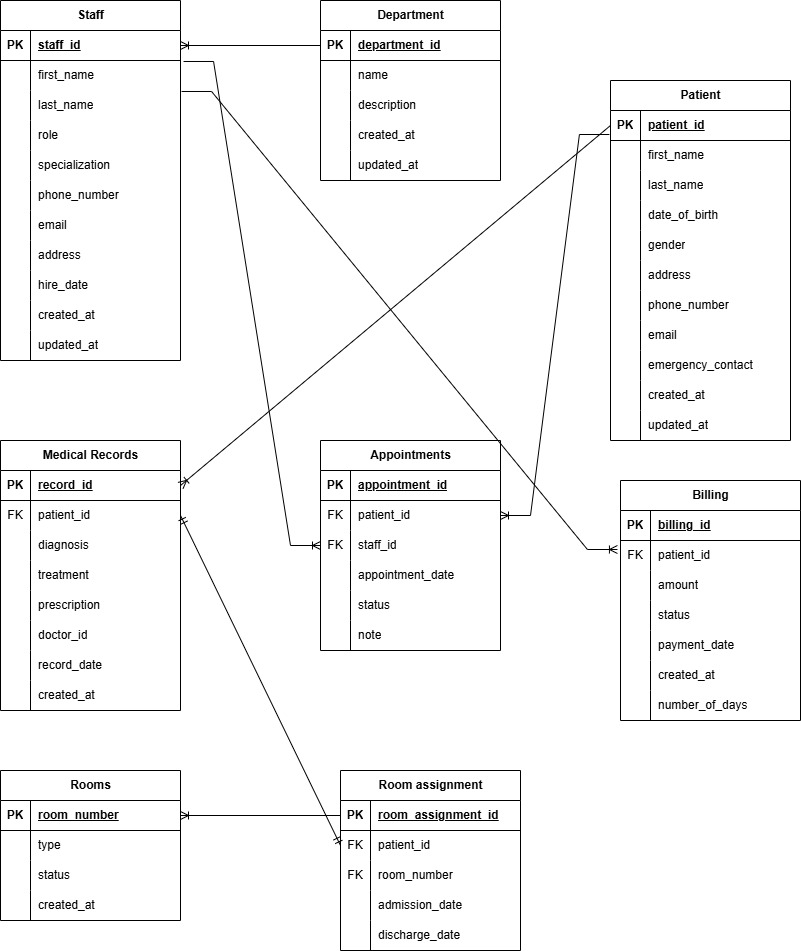 Staff
PK staff_id
first_name
last_name
role
specialization
phone_number
email
address
hire_date
created_at
updated_at
Department
PK department_id
name
description
created_at
updated_at
Patient
PK patient_id
first_name
last_name
date_of_birth
gender
address
phone_number
email
emergency_contact
created_at
updated_at
Medical Records
PK record_id
FK patient_id
diagnosis
treatment
prescription
doctor_id
record_date
created_at
Appointments
PK appointment_id
FK patient_id
FK staff_id
appointment_date
status
note
Billing
PK billing_id
FK patient_id
amount
status
payment_date
created_at
number_of_days
Rooms
PK room_number
type
status
created_at
Room assignment
PK room_assignment_id
FK patient_id
FK room_number
admission_date
discharge_date